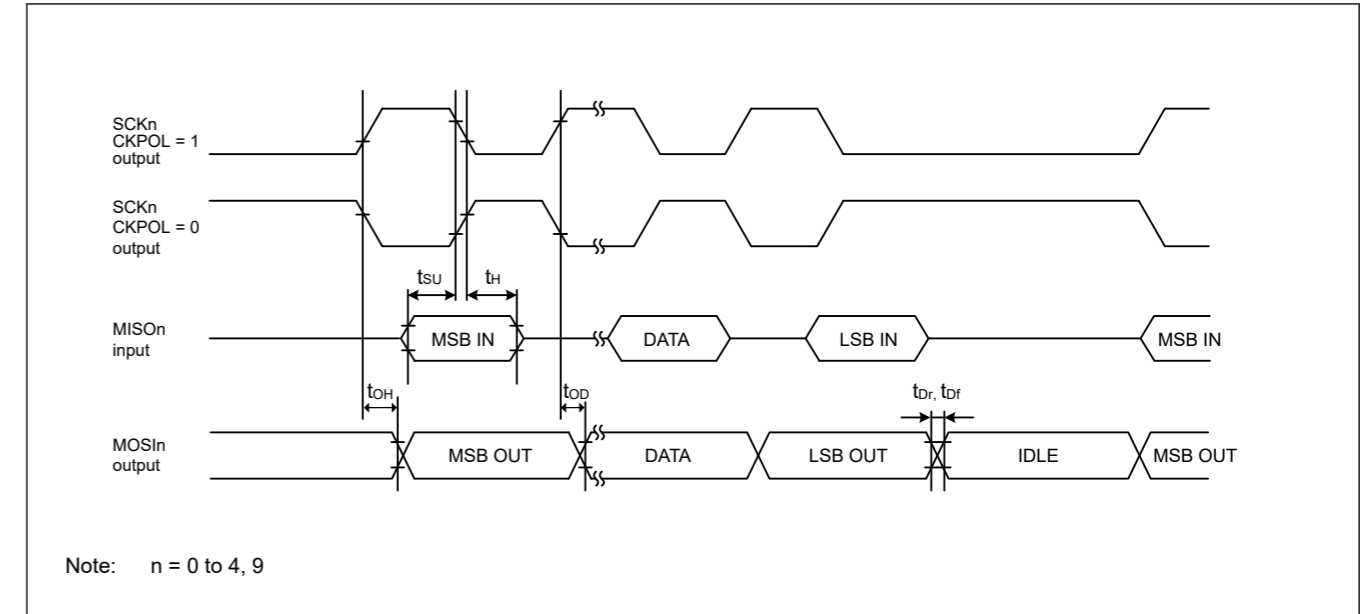 SCKn
CKPOL = 1
output
SCKn
CKPOL = 0
output
tSU
tH
MISOn
input
MSB IN
DATA
LSB IN
MSB IN
tOH
tOD
tDr, tDf
MOSIn
output
MSB OUT
DATA
LSB OUT
IDLE
MSB OUT
Note: n = 0 to 4, 9